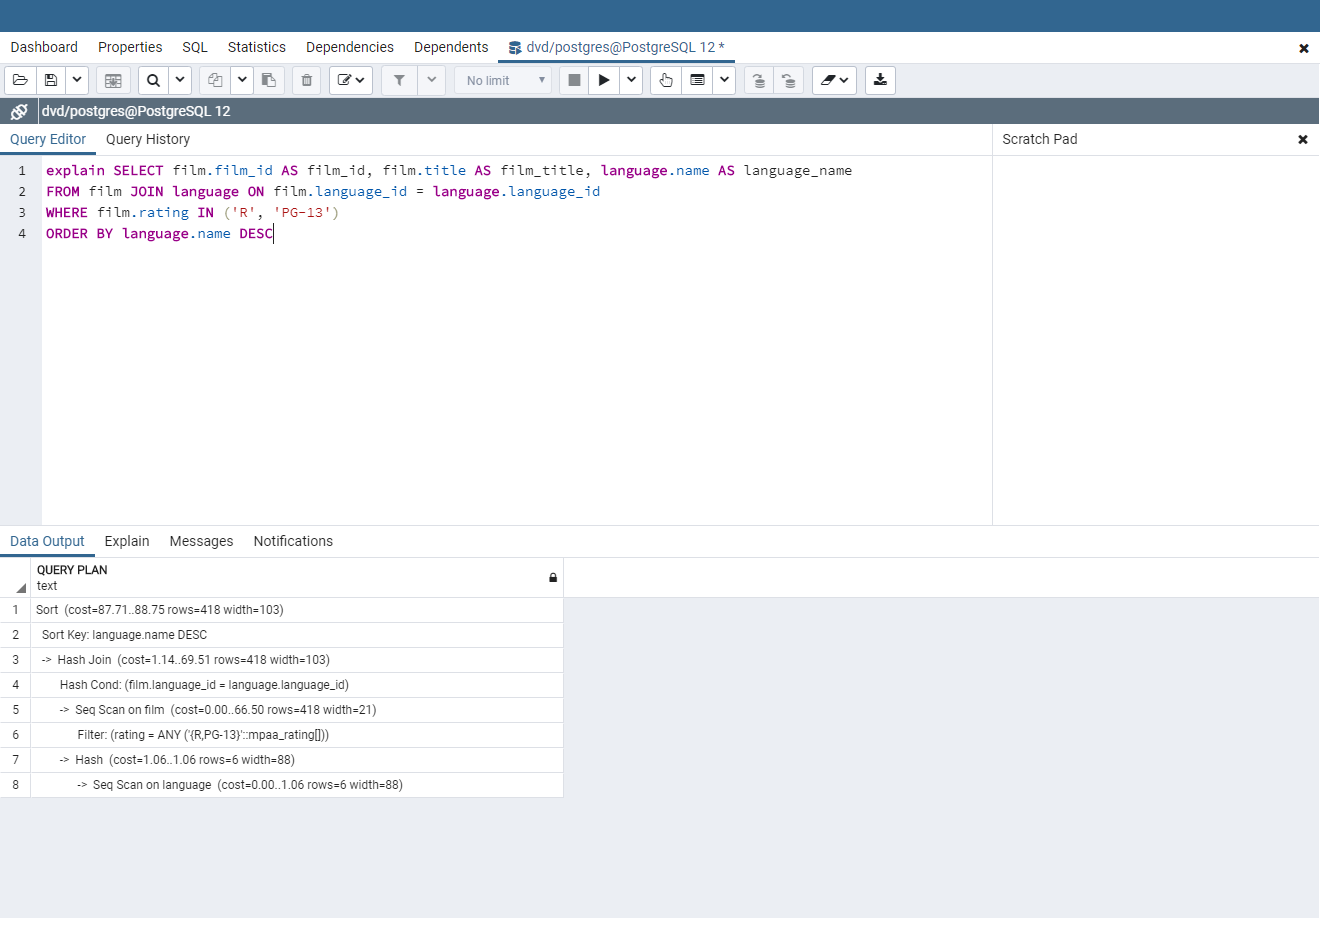 Dashboard Properties SQL Statistics Dependencies Dependents dvd/postgres@PostgreSQL 12 *
No limit
dvd/postgres@PostgreSQL 12
Query Editor Query History Scratch Pad
1 explain SELECT film.film_id AS film_id, film.title AS film_title, language.name AS language_name
2 FROM film JOIN language ON film.language_id = language.language_id
3 WHERE film.rating IN ('R', 'PG-13')
4 ORDER BY language.name DESC
Data Output Explain Messages Notifications
QUERY PLAN
text
1 Sort (cost=87.71..88.75 rows=418 width=103)
2 Sort Key: language.name DESC
3 -> Hash Join (cost=1.14..69.51 rows=418 width=103)
4 Hash Cond: (film.language_id = language.language_id)
5 -> Seq Scan on film (cost=0.00..66.50 rows=418 width=21)
6 Filter: (rating = ANY ('{R,PG-13}'::mpaa_rating[]))
7 -> Hash (cost=1.06..1.06 rows=6 width=88)
8 -> Seq Scan on language (cost=0.00..1.06 rows=6 width=88)